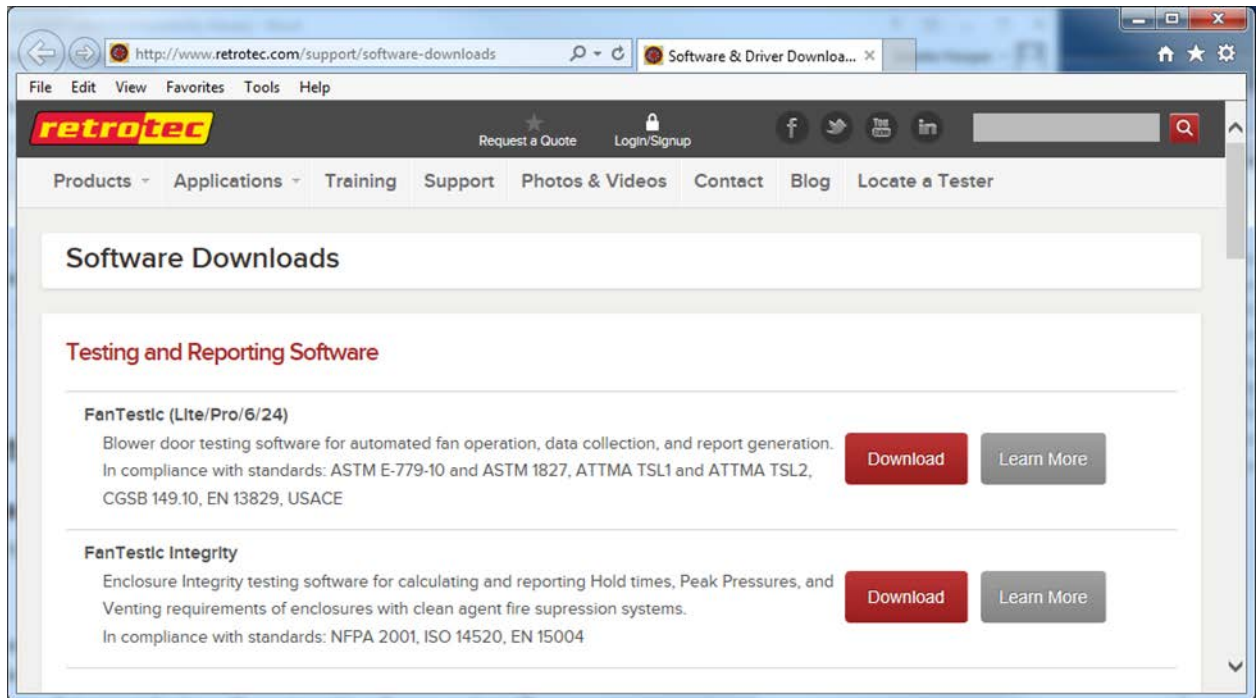 http://www.retrotec.com/support/software-downloads
Software & Driver Downloa...
File Edit View Favorites Tools Help
retrotec
Request a Quote Login/Signup
You Tube in
Products Applications Training Support Photos & Videos Contact Blog Locate a Tester
Software Downloads
Testing and Reporting Software
FanTestic (Lite/Pro/6/24)
Blower door testing software for automated fan operation, data collection, and report generation.
In compliance with standards: ASTM E-779-10 and ASTM 1827, ATTMA TSL1 and ATTMA TSL2,
CGSB 149.10, EN 13829, USACE
Download Learn More
FanTestic Integrity
Enclosure Integrity testing software for calculating and reporting Hold times, Peak Pressures, and
Venting requirements of enclosures with clean agent fire supression systems.
In compliance with standards: NFPA 2001, ISO 14520, EN 15004
Download Learn More